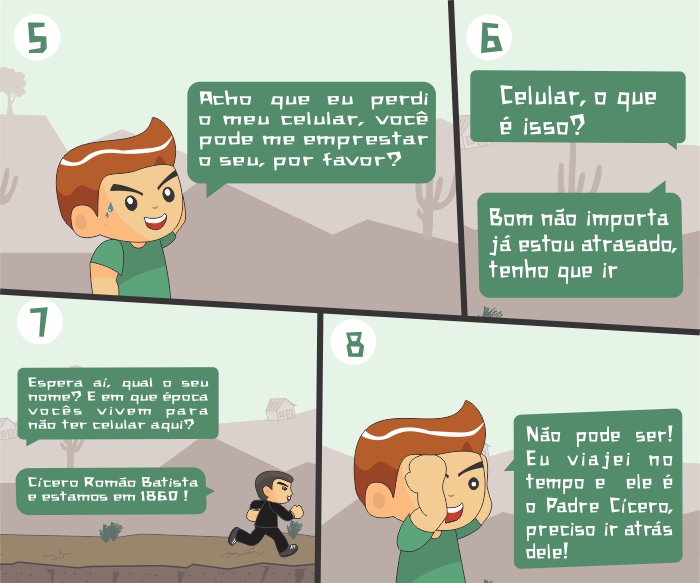 5
Acho que eu perdi
o meu celular, você
pode me emprestar
o seu, por favor?
6
Celular, o que
é isso?
Bom não importa
já estou atrasado,
tenho que ir
7
Espera aí, qual o seu
nome? E em que época
vocês vivem para
não ter celular aqui?
Cícero Romão Batista
e estamos em 1860 !
8
Não pode ser!
Eu viajei no
tempo e ele é
o Padre Cícero,
preciso ir atrás
dele!